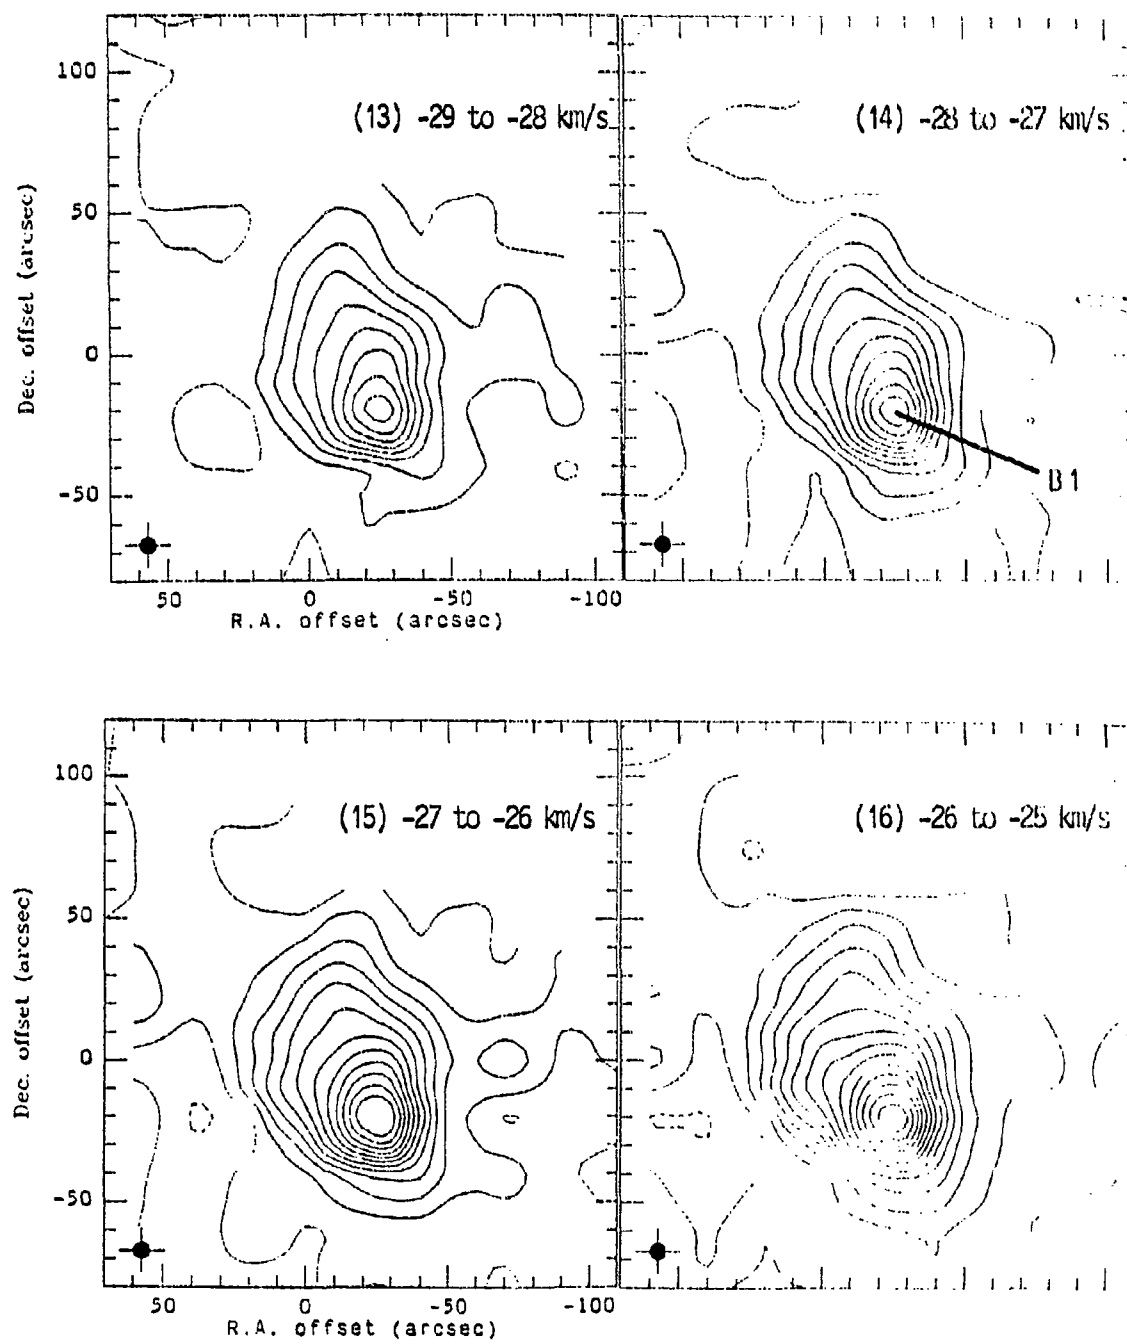 100
50
0
-50
Dec. offset (arcsec)
(13) -29 to -28 km/s
(14) -28 to -27 km/s
B1
50 0 -50 -100
R.A. offset (arcsec)
100
50
0
-50
Dec. offset (arcsec)
(15) -27 to -26 km/s
(16) -26 to -25 km/s
50 0 -50 -100
R.A. offset (arcsec)